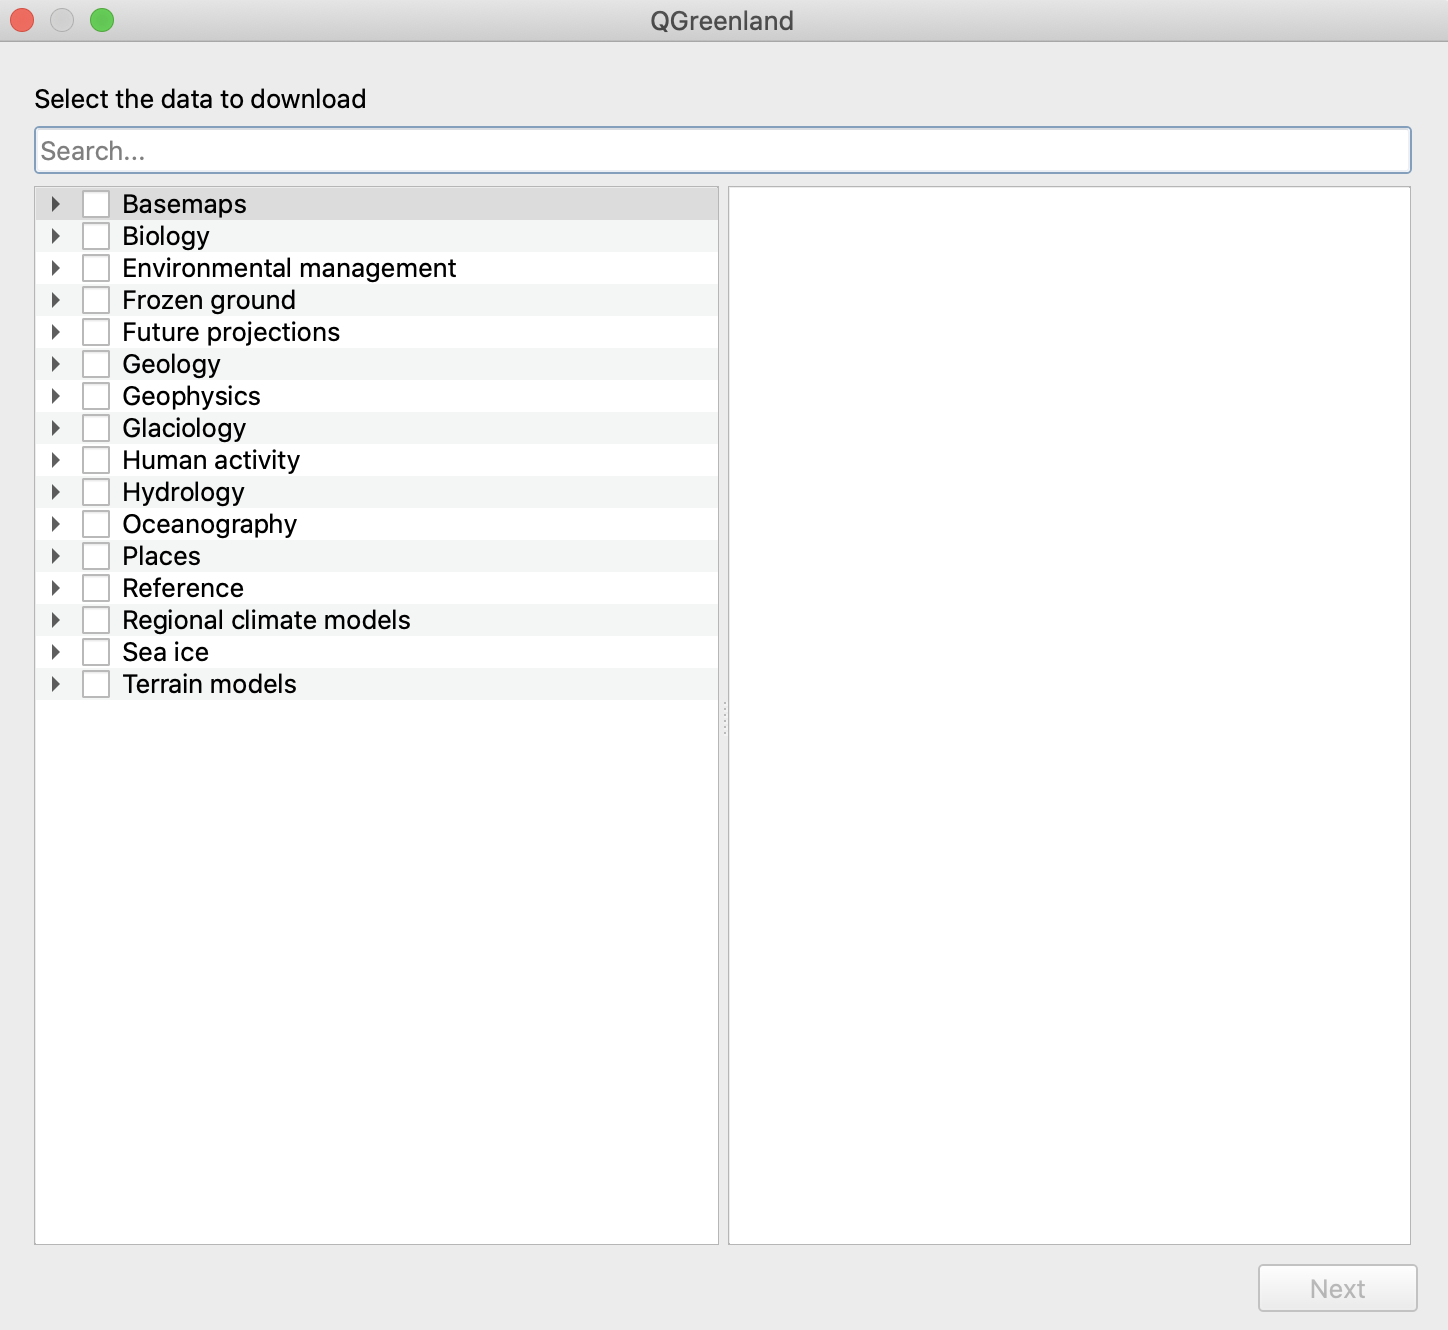 QGreenland
Select the data to download
Search...
Basemaps
Biology
Environmental management
Frozen ground
Future projections
Geology
Geophysics
Glaciology
Human activity
Hydrology
Oceanography
Places
Reference
Regional climate models
Sea ice
Terrain models
Next